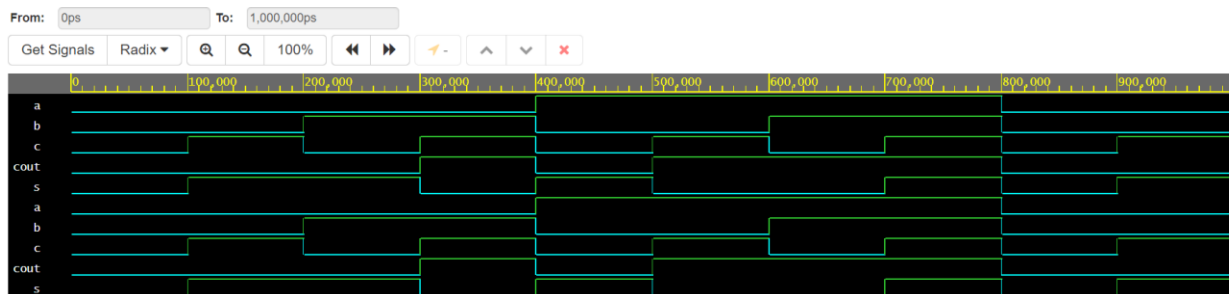 From: 0ps To: 1,000,000ps
Get Signals Radix 100% -
0 100,000 200,000 300,000 400,000 500,000 600,000 700,000 800,000 900,000
a
b
c
cout
s
a
b
c
cout
s